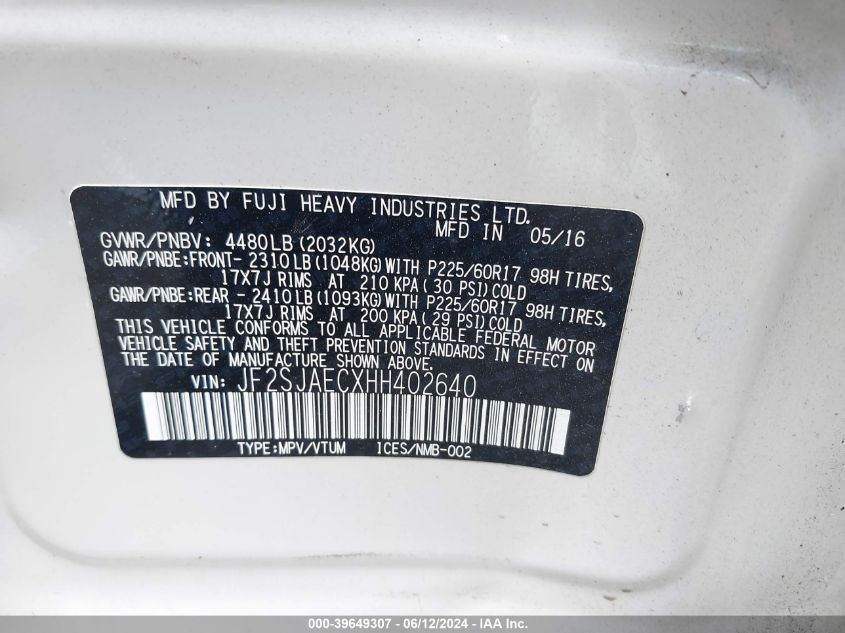 MFD BY FUJI HEAVY INDUSTRIES LTD.
MFD IN 05/16
GVWR/PNBV: 4480LB(2032KG)
GAWR/PNBE:FRONT- 2310LB(1048KG)WITH P225/60R17 98H TIRES,
17X7J RIMS AT 210 KPA(30 PSI)COLD
GAWR/PNBE:REAR - 2410LB(1093KG)WITH P225/60R17 98H TIRES,
17X7J RIMS AT 200 KPA(29 PSI)COLD
THIS VEHICLE CONFORMS TO ALL APPLICABLE FEDERAL MOTOR
VEHICLE SAFETY AND THEFT PREVENTION STANDARDS IN EFFECT ON
THE DATE OF MANUFACTURE SHOWN ABOVE.
VIN: JF2SJAECXHH402640
TYPE:MPV/VTUM ICES/NMB-002
000-39649307 - 06/12/2024 - IAAI.COM